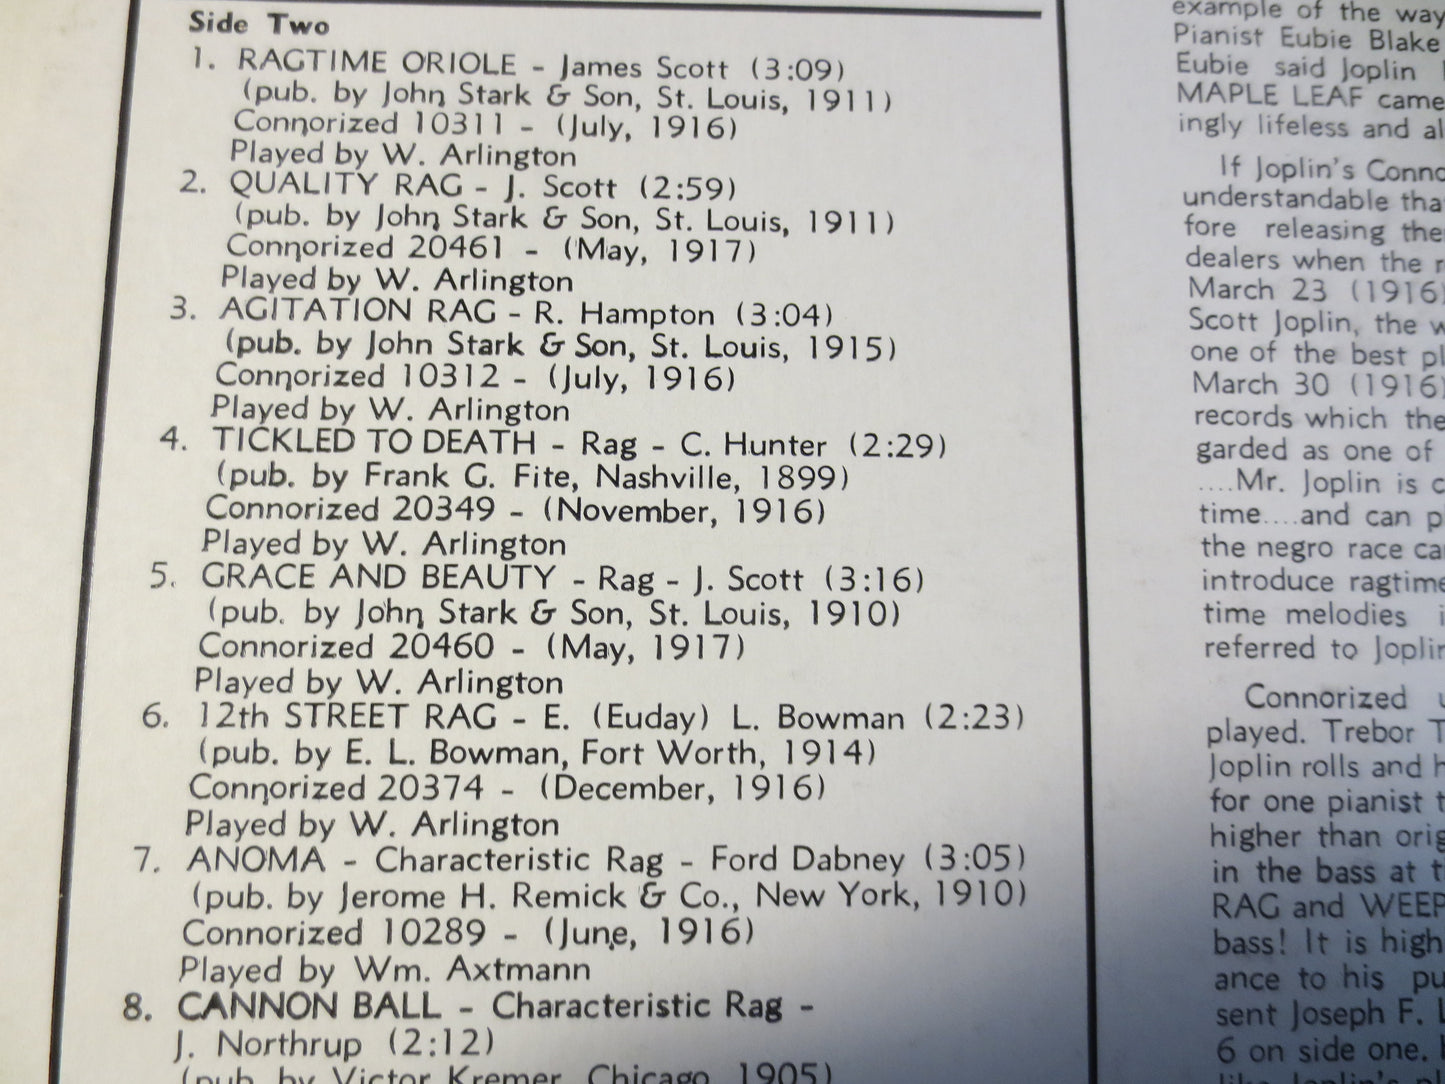 Side Two
1. RAGTIME ORIOLE - James Scott (3:09)
(pub. by John Stark & Son, St. Louis, 1911)
Connorized 10311 - (July, 1916)
Played by W. Arlington
2. QUALITY RAG - J. Scott (2:59)
(pub. by John Stark & Son, St. Louis, 1911)
Connorized 20461 - (May, 1917)
Played by W. Arlington
3. AGITATION RAG - R. Hampton (3:04)
(pub. by John Stark & Son, St. Louis, 1915)
Connorized 10312 - (July, 1916)
Played by W. Arlington
4. TICKLED TO DEATH - Rag - C. Hunter (2:29)
(pub. by Frank G. Fite, Nashville, 1899)
Connorized 20349 - (November, 1916)
Played by W. Arlington
5. GRACE AND BEAUTY - Rag - J. Scott (3:16)
(pub. by John Stark & Son, St. Louis, 1910)
Connorized 20460 - (May, 1917)
Played by W. Arlington
6. 12th STREET RAG - E. (Euday) L. Bowman (2:23)
(pub. by E. L. Bowman, Fort Worth, 1914)
Connorized 20374 - (December, 1916)
Played by W. Arlington
7. ANOMA - Characteristic Rag - Ford Dabney (3:05)
(pub. by Jerome H. Remick & Co., New York, 1910)
Connorized 10289 - (June, 1916)
Played by Wm. Axtmann
8. CANNON BALL - Characteristic Rag -
J. Northrup (2:12)
(pub. by Victor Kremer, Chicago, 1905)
example of the way
Pianist Eubie Blake
Eubie said Joplin
MAPLE LEAF came
ingly lifeless and
If Joplin's
understandable
fore releasing
dealers when the
March 23 (1916)
Scott Joplin, the
one of the best
March 30 (1916)
records which the
garded as one of
....Mr. Joplin is
time....and can
the negro race
introduce ragtime
time melodies
referred to Joplin
Connorized
played. Trebor
Joplin rolls and
for one pianist
higher than
in the bass at
RAG and
bass! It is high
ance to his
sent Joseph F.
6 on side one.